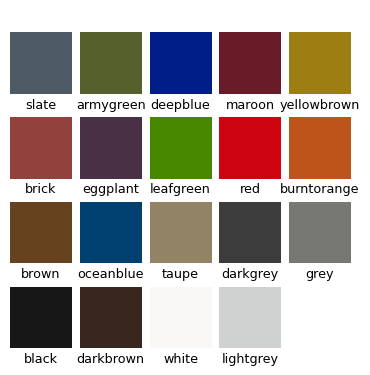 slate armygreen deepblue maroon yellowbrown
brick eggplant leafgreen red burntorange
brown oceanblue taupe darkgrey grey
black darkbrown white lightgrey